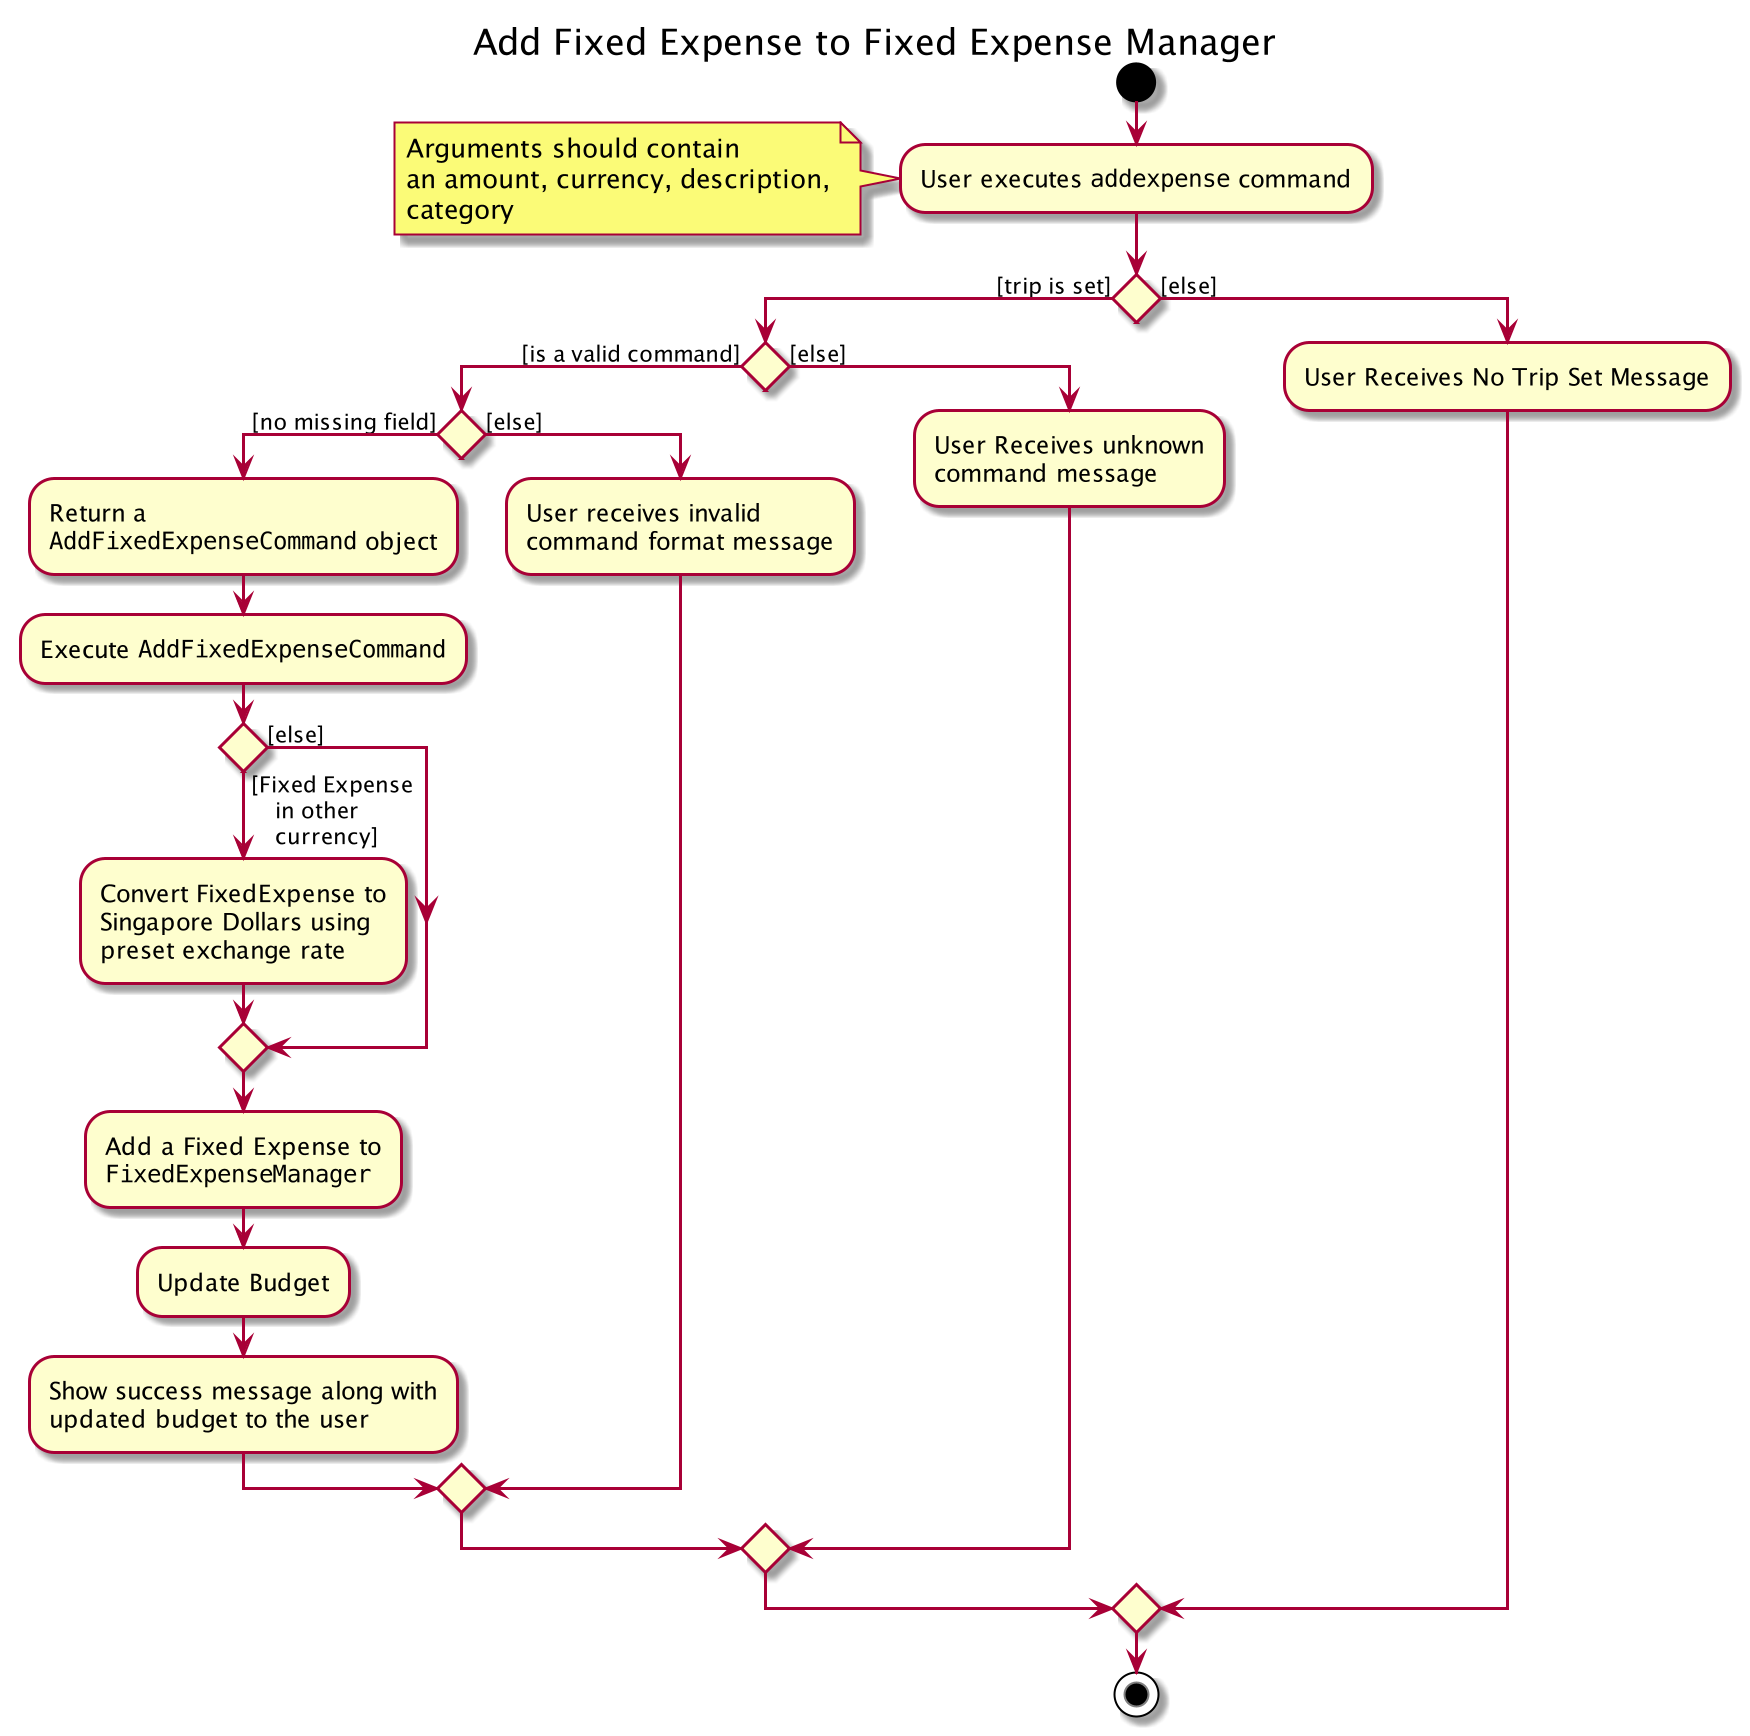 Add Fixed Expense to Fixed Expense Manager
Arguments should contain
an amount, currency, description,
category
User executes addexpense command
[trip is set]
[else]
[is a valid command]
[else]
User Receives No Trip Set Message
[no missing field]
[else]
User Receives unknown
command message
Return a
AddFixedExpenseCommand object
User receives invalid
command format message
Execute AddFixedExpenseCommand
[else]
[Fixed Expense
in other
currency]
Convert FixedExpense to
Singapore Dollars using
preset exchange rate
Add a Fixed Expense to
FixedExpenseManager
Update Budget
Show success message along with
updated budget to the user